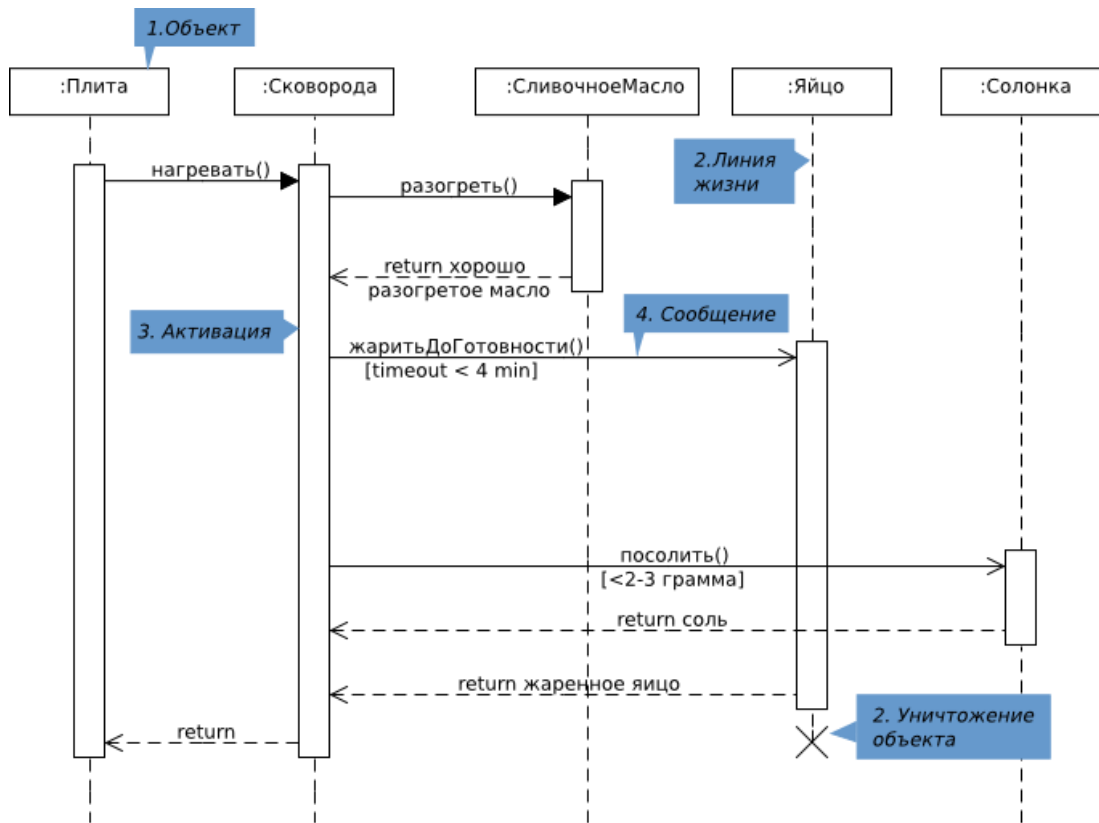 1.Объект
:Плита
:Сковорода
:СливочноеМасло
:Яйцо
:Солонка
2.Линия
жизни
нагревать()
разогреть()
return хорошо
разогретое масло
3. Активация
4. Сообщение
жаритьДоГотовности()
[timeout < 4 min]
посолить()
[<2-3 грамма]
return соль
return жаренное яицо
2. Уничтожение
объекта
return